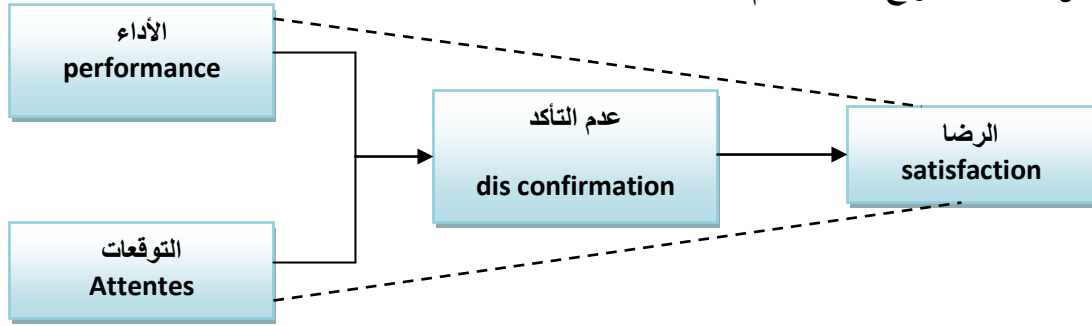 الأداء
performance
عدم التأكد
dis confirmation
الرضا
satisfaction
التوقعات
Attentes